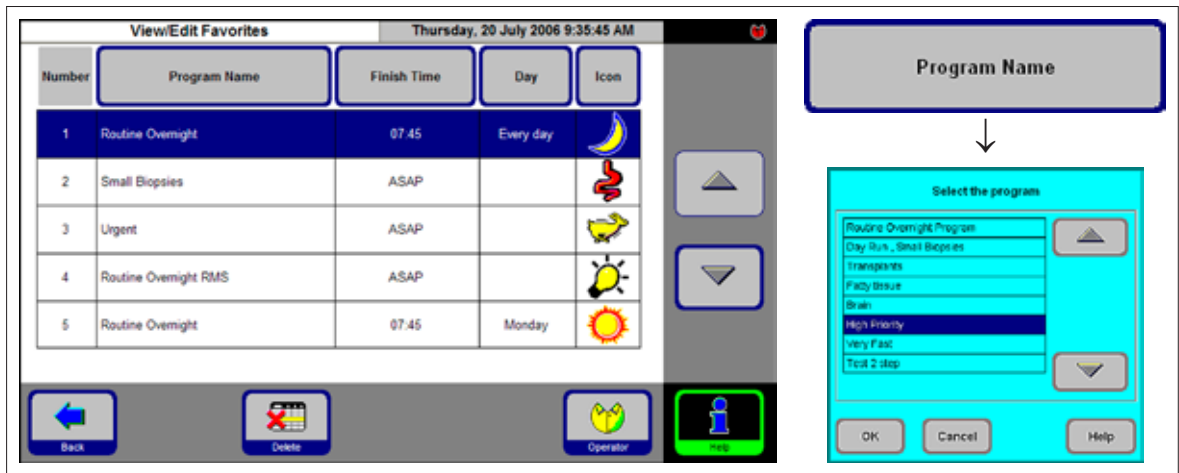 View/Edit Favorites Thursday, 20 July 2006 9:35:45 AM
Number Program Name Finish Time Day Icon
1 Routine Overnight 07:45 Every day
2 Small Biopsies ASAP
3 Urgent ASAP
4 Routine Overnight RMS ASAP
5 Routine Overnight 07:45 Monday
Back Delete Operator Help
Program Name
↓
Select the program
Routine Overnight Program
Day Run , Small Biopsies
Transplants
Fatty tissue
Brain
High Priority
Very Fast
Test 2 step
OK Cancel Help